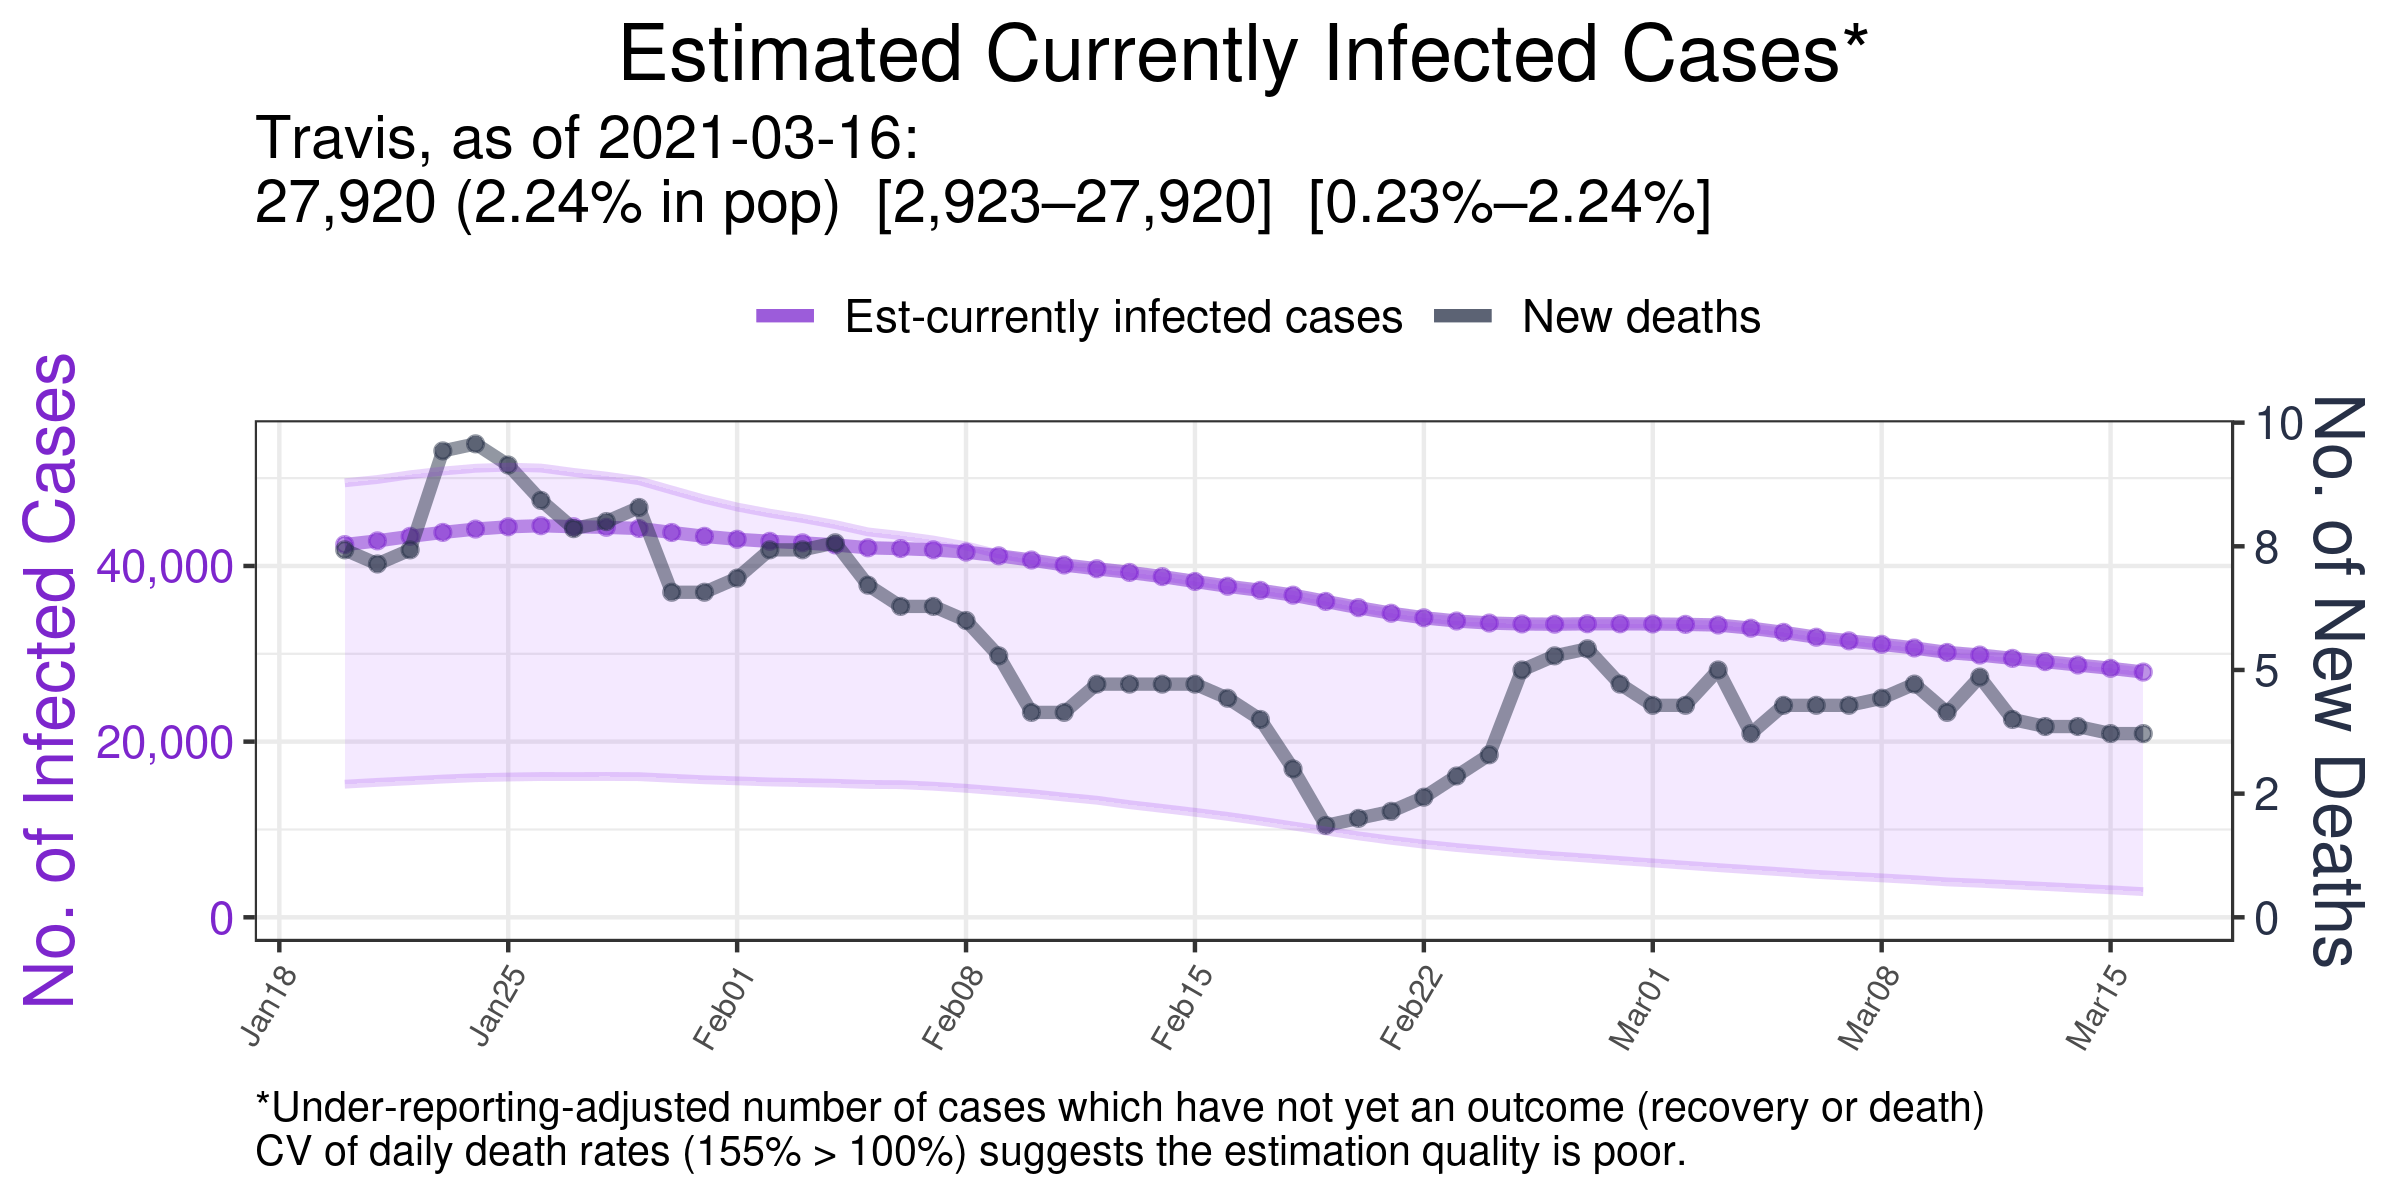 Estimated Currently Infected Cases*
Travis, as of 2021-03-16:
27,920 (2.24% in pop)  [2,923–27,920]  [0.23%–2.24%]
Est-currently infected cases
New deaths
No. of Infected Cases
40,000
20,000
0
10
8
5
2
0
No. of New Deaths
Jan18
Jan25
Feb01
Feb08
Feb15
Feb22
Mar01
Mar08
Mar15
*Under-reporting-adjusted number of cases which have not yet an outcome (recovery or death)
CV of daily death rates (155% > 100%) suggests the estimation quality is poor.